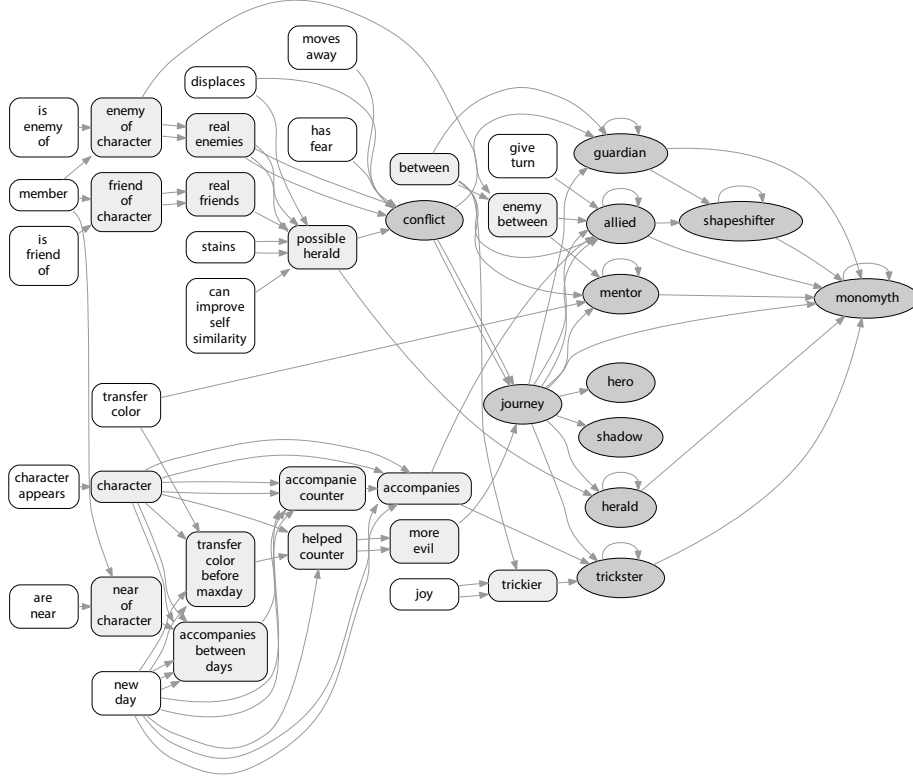 moves
away
displaces
is
enemy
of
enemy
of
character
real
enemies
has
fear
give
turn
guardian
between
member
friend
of
character
real
friends
enemy
between
conflict
allied
shapeshifter
is
friend
of
stains
possible
herald
can
improve
self
similarity
mentor
monomyth
transfer
color
journey
hero
shadow
character
appears
character
accompanie
counter
accompanies
herald
transfer
color
before
maxday
helped
counter
more
evil
are
near
near
of
character
joy
trickier
trickster
accompanies
between
days
new
day